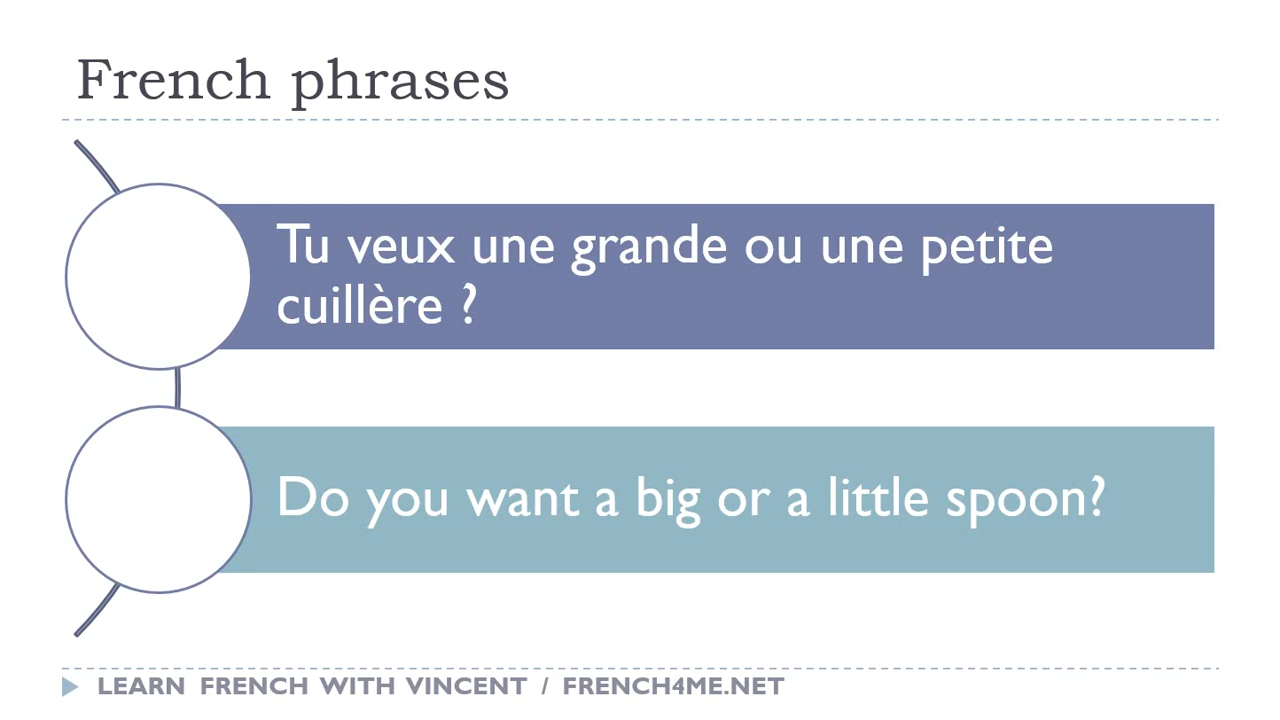 French phrases
Tu veux une grande ou une petite
cuillère ?
Do you want a big or a little spoon?
LEARN FRENCH WITH VINCENT / FRENCH4ME.NET